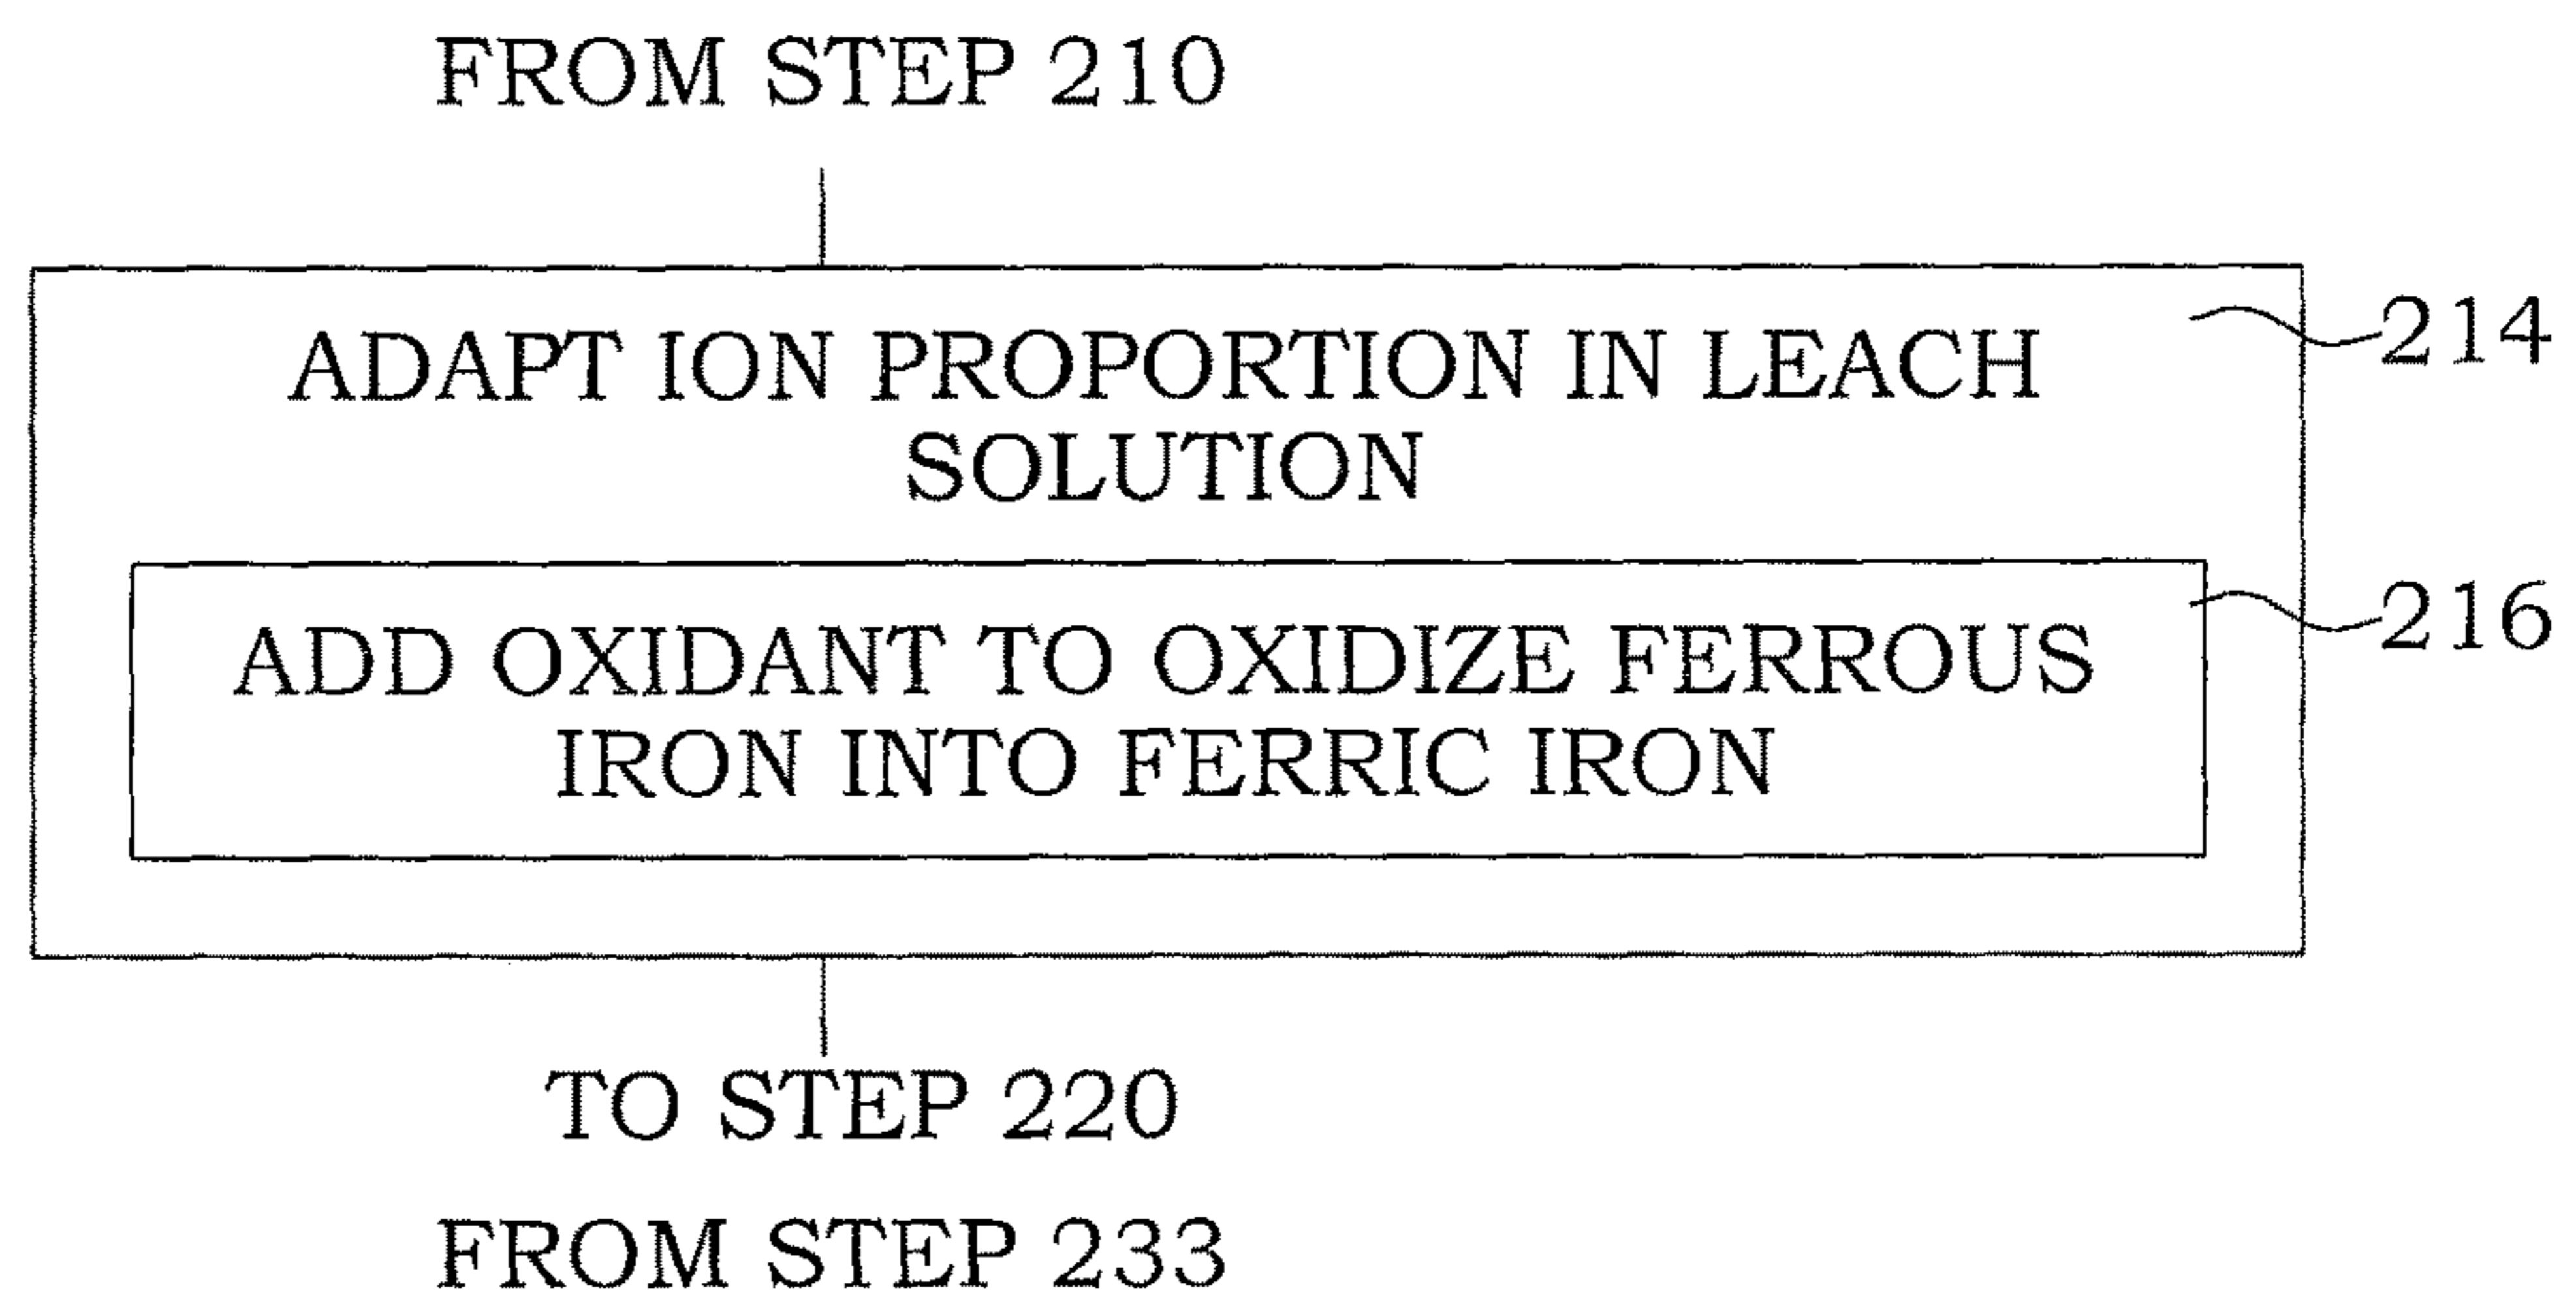 FROM STEP 210
ADAPT ION PROPORTION IN LEACH
SOLUTION
214
ADD OXIDANT TO OXIDIZE FERROUS
IRON INTO FERRIC IRON
216
TO STEP 220
FROM STEP 233